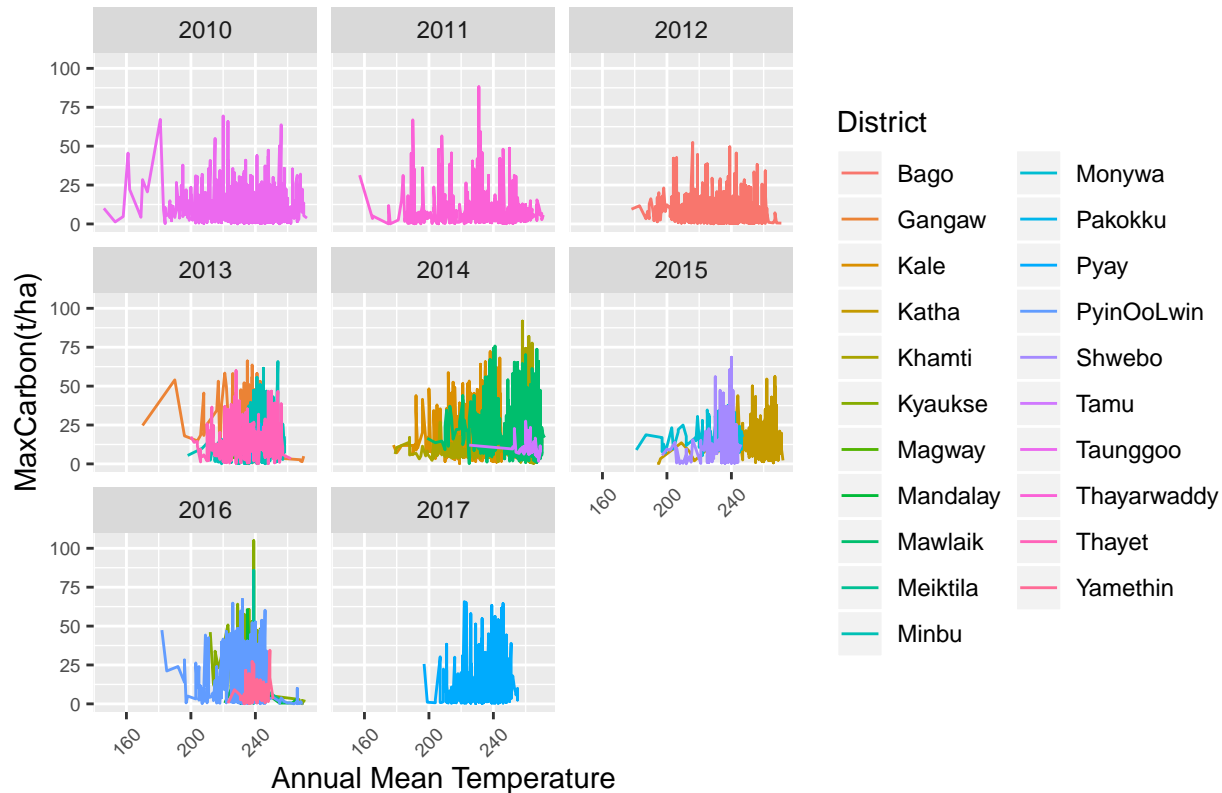 2010 2011 2012
100
75
50
25
0
2013 2014 2015
100
75
50
25
0
160 200 240
2016 2017
100
75
50
25
0
160 200 240 160 200 240
MaxCarbon(t/ha)
Annual Mean Temperature
District
Bago
Gangaw
Kale
Katha
Khamti
Kyaukse
Magway
Mandalay
Mawlaik
Meiktila
Minbu
Monywa
Pakokku
Pyay
PyinOoLwin
Shwebo
Tamu
Taunggoo
Thayarwaddy
Thayet
Yamethin